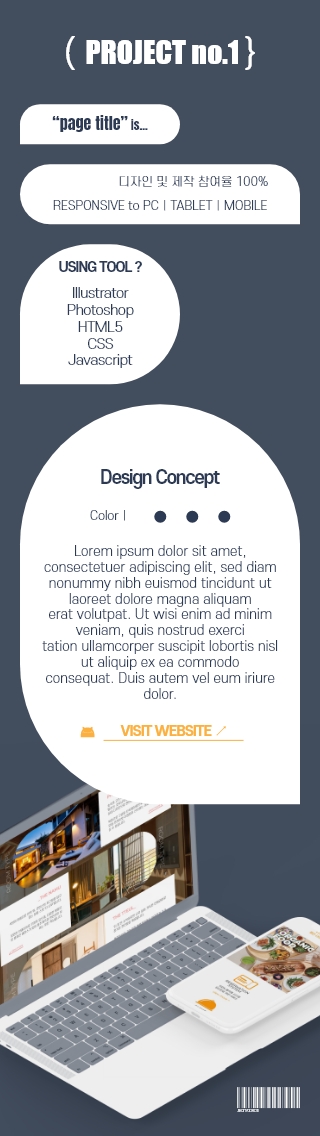 ( PROJECT no.1 }
“page title” is...
디자인 및 제작 참여율 100%
RESPONSIVE to PC | TABLET | MOBILE
USING TOOL ?
Illustrator
Photoshop
HTML5
CSS
Javascript
Design Concept
Color |
Lorem ipsum dolor sit amet,
consectetuer adipiscing elit, sed diam
nonummy nibh euismod tincidunt ut
laoreet dolore magna aliquam
erat volutpat. Ut wisi enim ad minim
veniam, quis nostrud exerci
tation ullamcorper suscipit lobortis nisl
ut aliquip ex ea commodo
consequat. Duis autem vel eum iriure
dolor.
VISIT WEBSITE